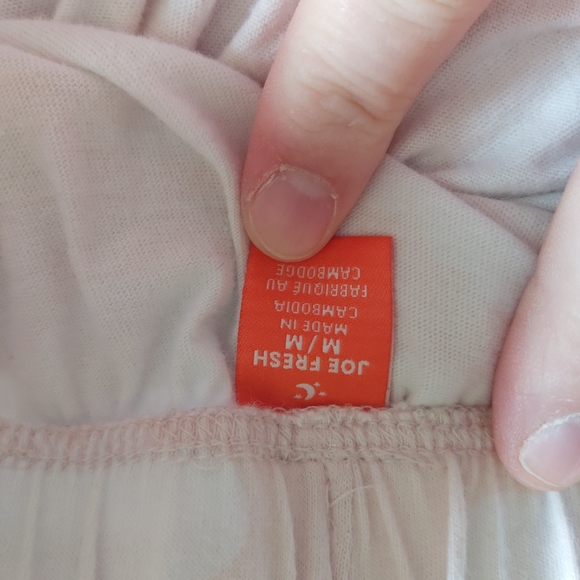 JOE FRESH
M/M
MADE IN
CAMBODIA
FABRIQUÉ AU
CAMBODGE